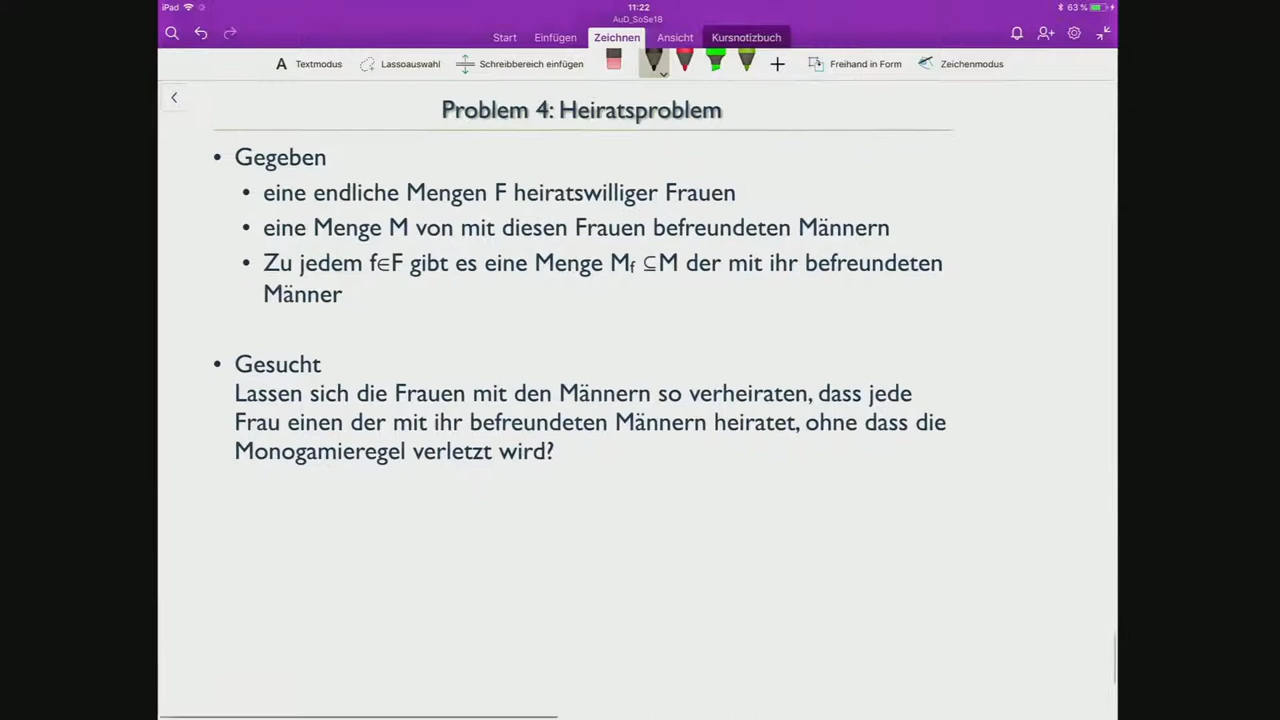 iPad
11:22
63 %
AuD_SoSe18
Start Einfügen Zeichnen Ansicht Kursnotizbuch
A Textmodus Lassoauswahl Schreibbereich einfügen Freihand in Form Zeichenmodus
Problem 4: Heiratsproblem
• Gegeben
• eine endliche Mengen F heiratswilliger Frauen
• eine Menge M von mit diesen Frauen befreundeten Männern
• Zu jedem f∈F gibt es eine Menge Mf ⊆M der mit ihr befreundeten
Männer
• Gesucht
Lassen sich die Frauen mit den Männern so verheiraten, dass jede
Frau einen der mit ihr befreundeten Männern heiratet, ohne dass die
Monogamieregel verletzt wird?